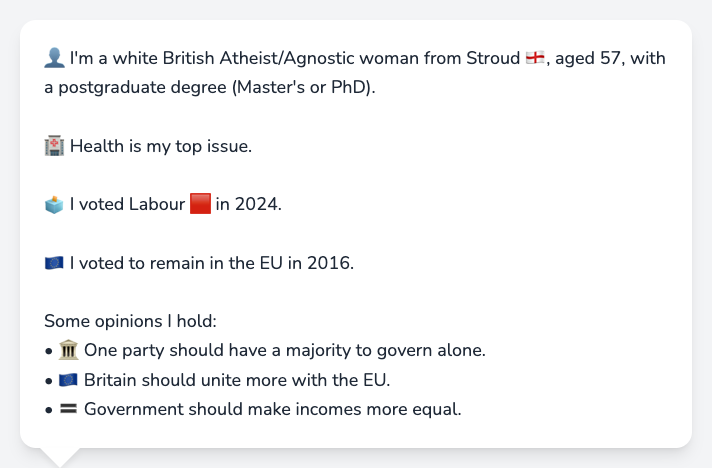 👤 I'm a white British Atheist/Agnostic woman from Stroud 🏴󠁧󠁢󠁥󠁮󠁧󠁿, aged 57, with
a postgraduate degree (Master's or PhD).
🏥 Health is my top issue.
🗳️ I voted Labour 🟥 in 2024.
🇪🇺 I voted to remain in the EU in 2016.
Some opinions I hold:
• 🏛️ One party should have a majority to govern alone.
• 🇪🇺 Britain should unite more with the EU.
• 🟰 Government should make incomes more equal.